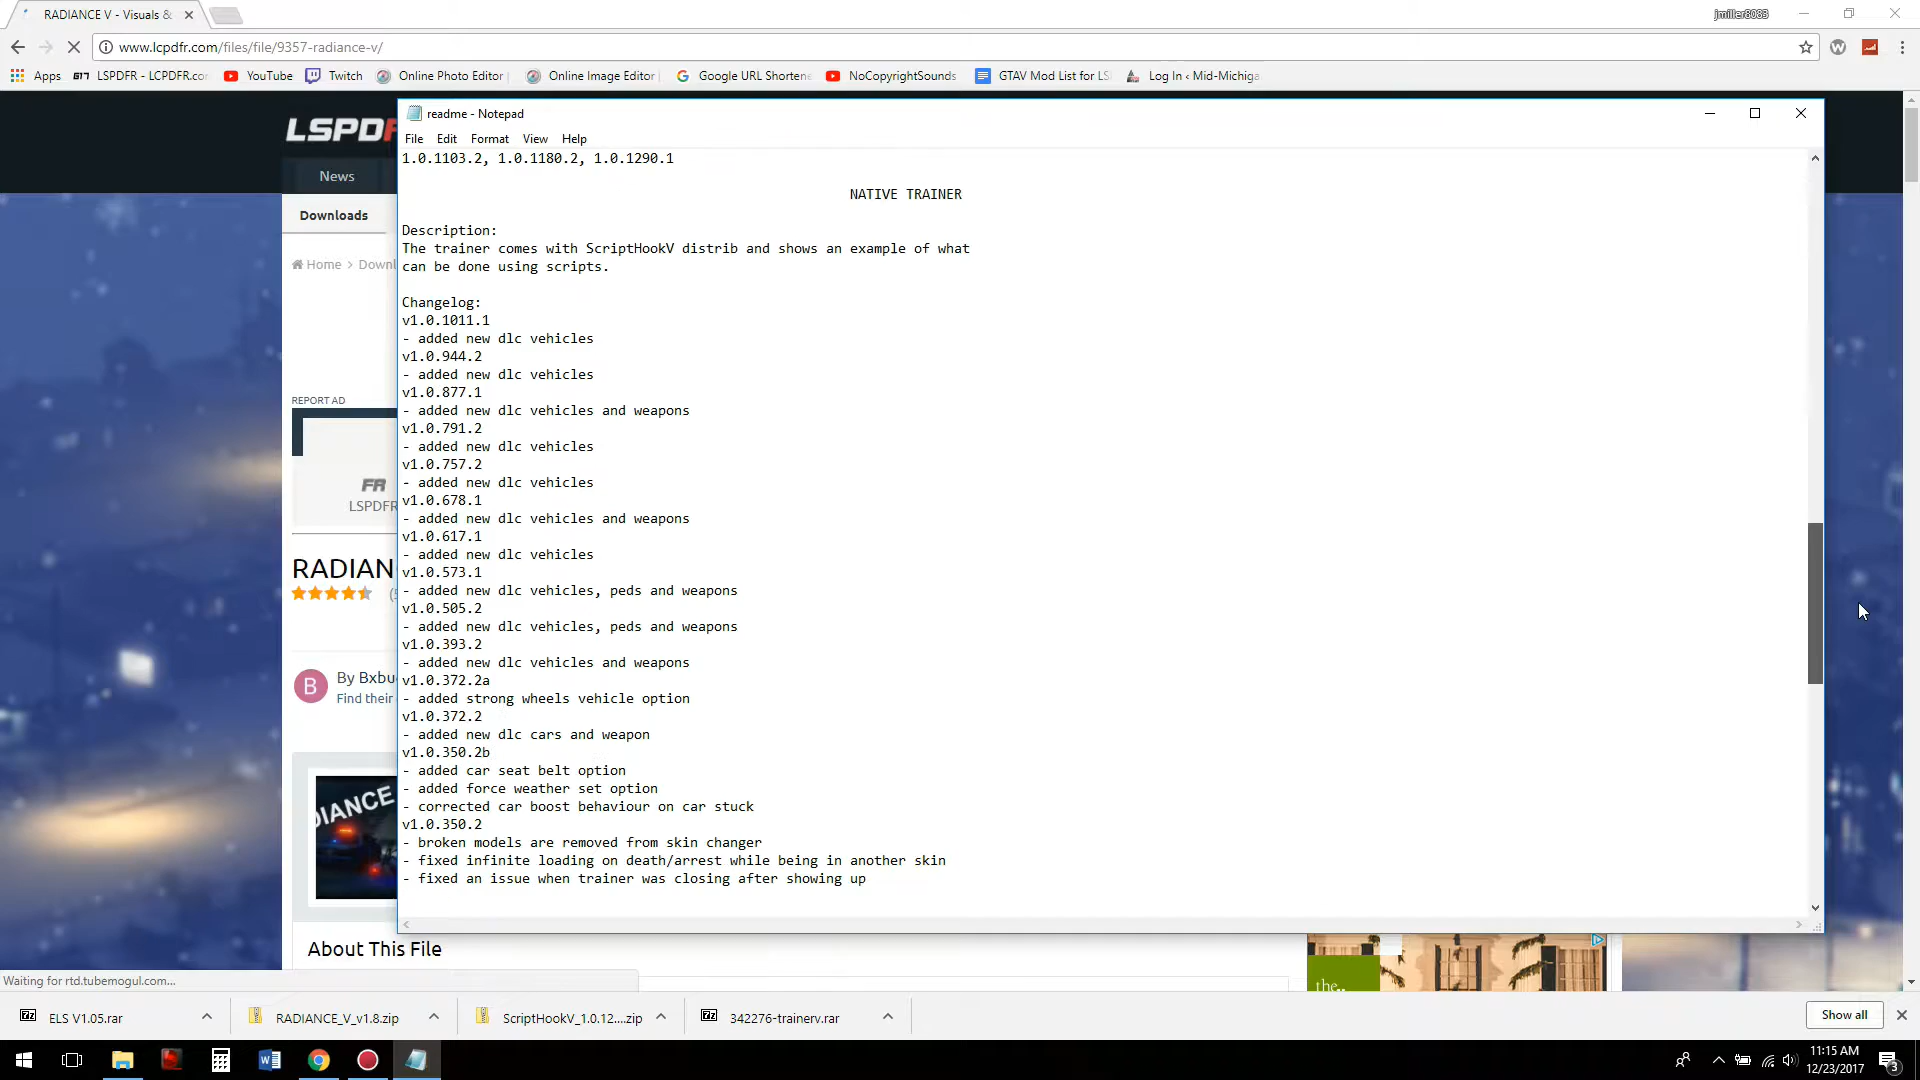 RADIANCE V - Visuals &
jmiller8083
www.lcpdfr.com/files/file/9357-radiance-v/
Apps
LSPDFR - LCPDFR.co
YouTube
Twitch
Online Photo Editor
Online Image Editor
Google URL Shortene
NoCopyrightSounds
GTAV Mod List for LS
Log In ‹ Mid-Michiga
LSPDF
News
Downloads
Home > Downl
REPORT AD
FR
LSPDFR
RADIAN
B
By Bxbu
Find their
DIANCE
About This File
readme - Notepad
File Edit Format View Help
1.0.1103.2, 1.0.1180.2, 1.0.1290.1
NATIVE TRAINER
Description:
The trainer comes with ScriptHookV distrib and shows an example of what
can be done using scripts.
Changelog:
v1.0.1011.1
- added new dlc vehicles
v1.0.944.2
- added new dlc vehicles
v1.0.877.1
- added new dlc vehicles and weapons
v1.0.791.2
- added new dlc vehicles
v1.0.757.2
- added new dlc vehicles
v1.0.678.1
- added new dlc vehicles and weapons
v1.0.617.1
- added new dlc vehicles
v1.0.573.1
- added new dlc vehicles, peds and weapons
v1.0.505.2
- added new dlc vehicles, peds and weapons
v1.0.393.2
- added new dlc vehicles and weapons
v1.0.372.2a
- added strong wheels vehicle option
v1.0.372.2
- added new dlc cars and weapon
v1.0.350.2b
- added car seat belt option
- added force weather set option
- corrected car boost behaviour on car stuck
v1.0.350.2
- broken models are removed from skin changer
- fixed infinite loading on death/arrest while being in another skin
- fixed an issue when trainer was closing after showing up
the..
Waiting for rtd.tubemogul.com...
ELS V1.05.rar
RADIANCE_V_v1.8.zip
ScriptHookV_1.0.12....zip
342276-trainerv.rar
Show all
11:15 AM
12/23/2017
3